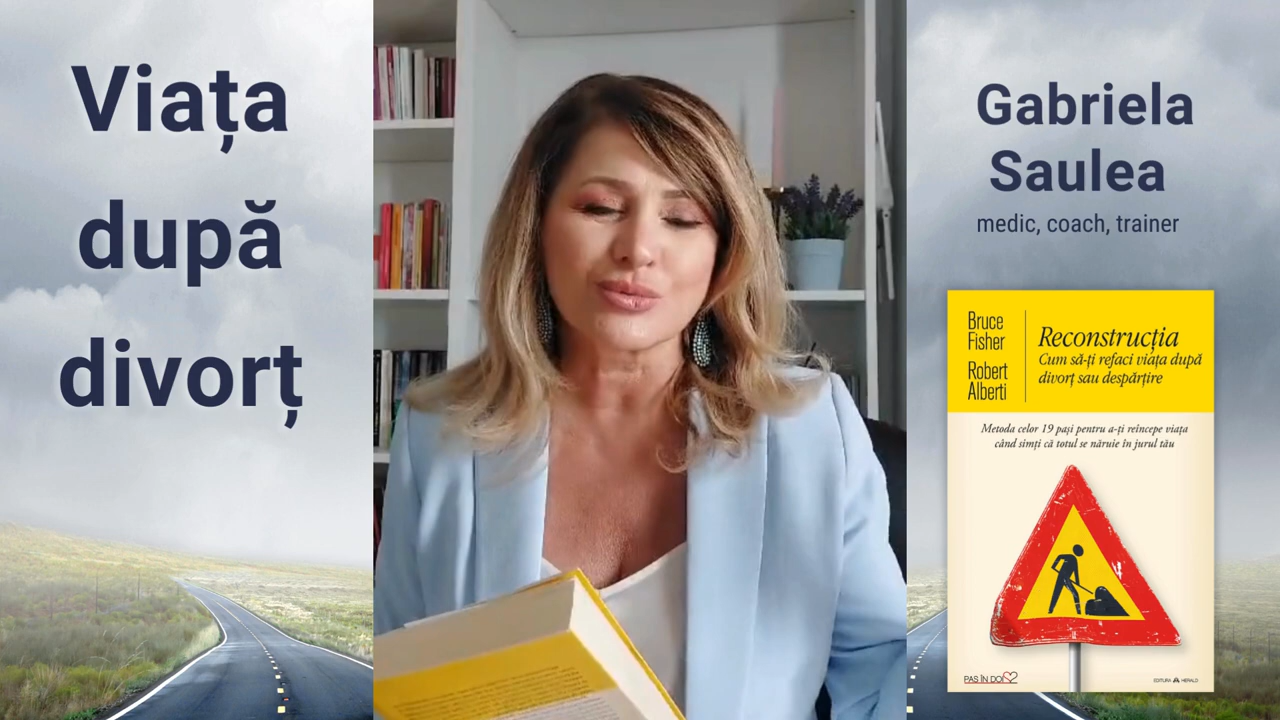 Viața
după
divorț
Gabriela
Saulea
medic, coach, trainer
Bruce
Fisher
Robert
Alberti
Reconstrucția
Cum să-ți refaci viața după
divorț sau despărțire
Metoda celor 19 pași pentru a-ți reîncepe viața
când simți că totul se năruie în jurul tău
PAS ÎN DOI
EDITURA HERALD